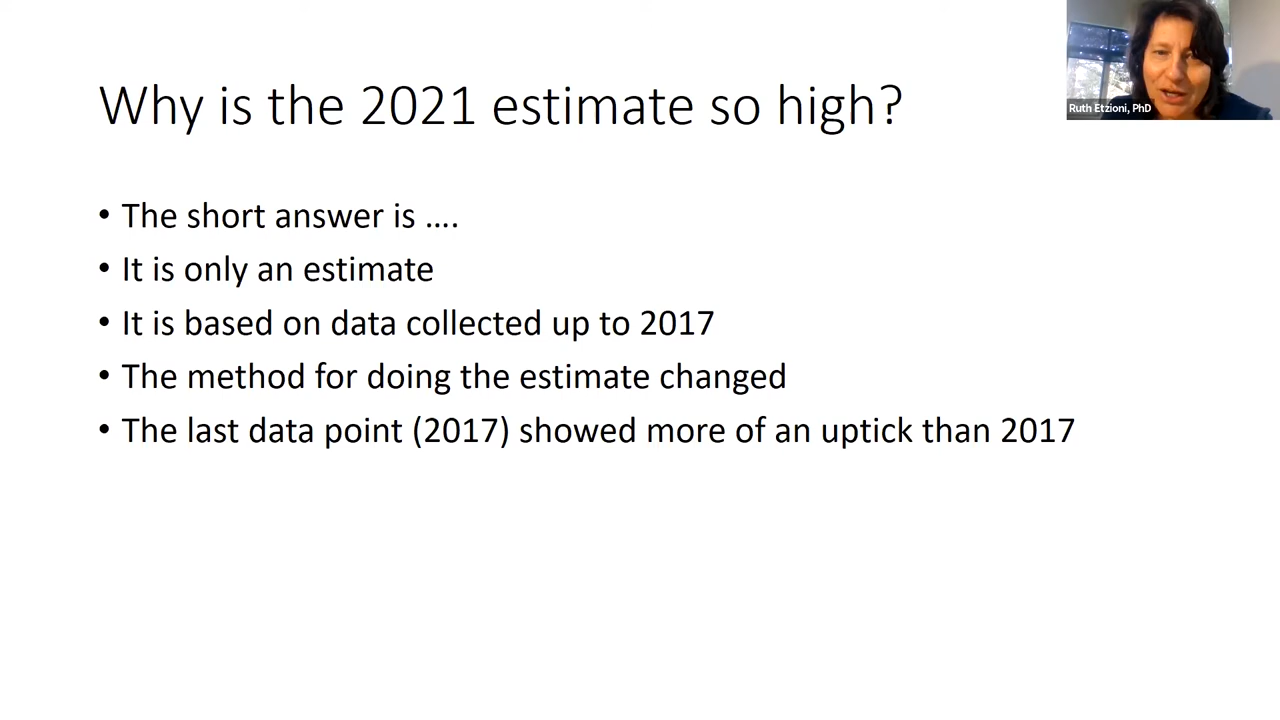 Why is the 2021 estimate so high?
Ruth Etzioni, PhD
• The short answer is ....
• It is only an estimate
• It is based on data collected up to 2017
• The method for doing the estimate changed
• The last data point (2017) showed more of an uptick than 2017